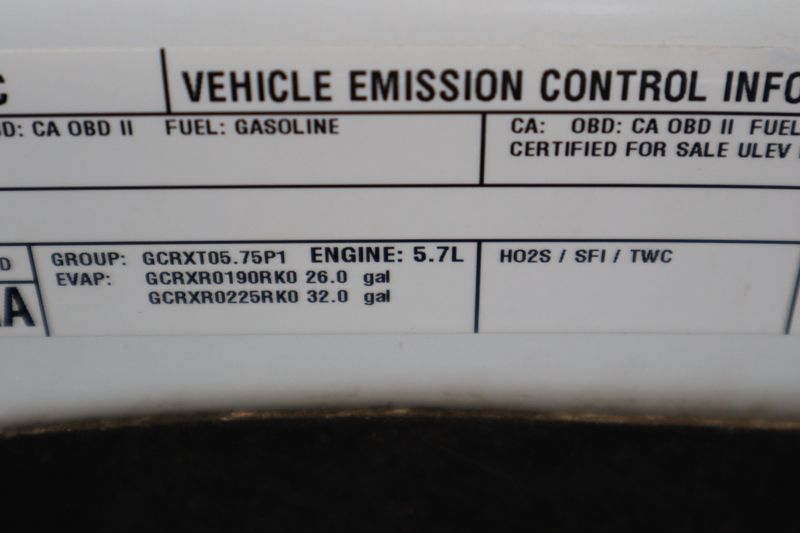 C VEHICLE EMISSION CONTROL INFO
BD: CA OBD II FUEL: GASOLINE
CA: OBD: CA OBD II FUEL
CERTIFIED FOR SALE ULEV
D
GROUP: GCRXT05.75P1 ENGINE: 5.7L
EVAP: GCRXR0190RK0 26.0 gal
GCRXR0225RK0 32.0 gal
HO2S / SFI / TWC
A